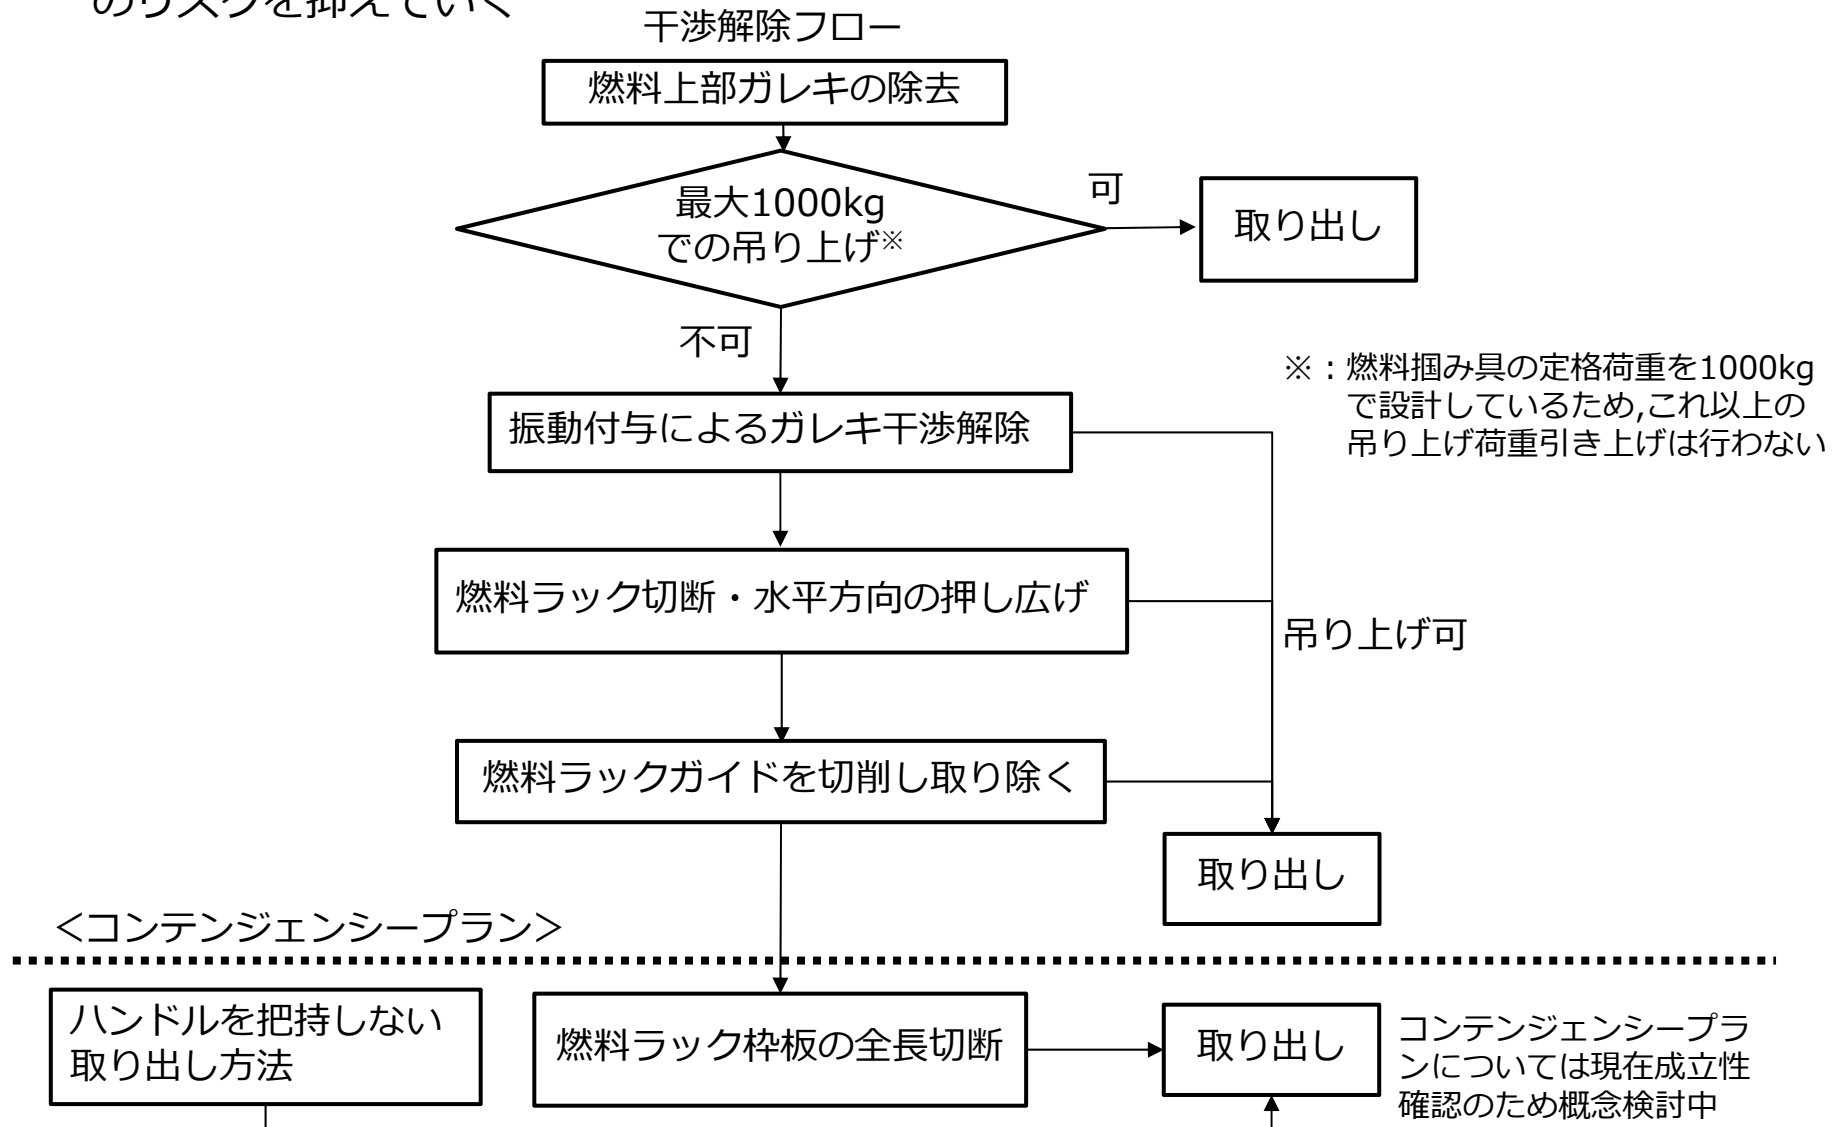 のリスクを抑えていく
干渉解除フロー
燃料上部ガレキの除去
最大1000kg
での吊り上げ※
可
取り出し
不可
※：燃料掴み具の定格荷重を1000kg
で設計しているため,これ以上の
吊り上げ荷重引き上げは行わない
振動付与によるガレキ干渉解除
燃料ラック切断・水平方向の押し広げ
吊り上げ可
燃料ラックガイドを切削し取り除く
取り出し
＜コンテンジェンシープラン＞
ハンドルを把持しない
取り出し方法
燃料ラック枠板の全長切断
取り出し
コンテンジェンシープラ
ンについては現在成立性
確認のため概念検討中